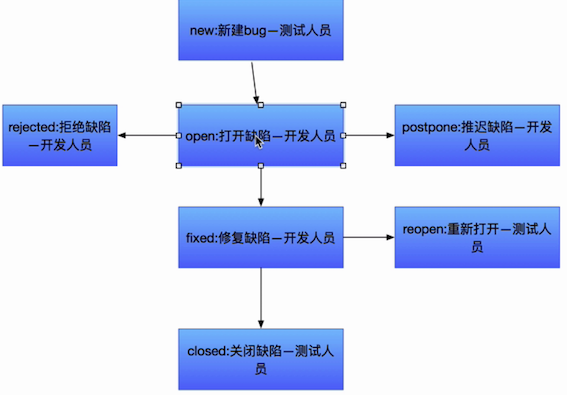 new:新建bug—测试人员
rejected:拒绝缺陷
—开发人员
open:打开缺陷—开发人员
postpone:推迟缺陷—开发
人员
fixed:修复缺陷—开发人员
reopen:重新打开—测试人
员
closed:关闭缺陷—测试人
员